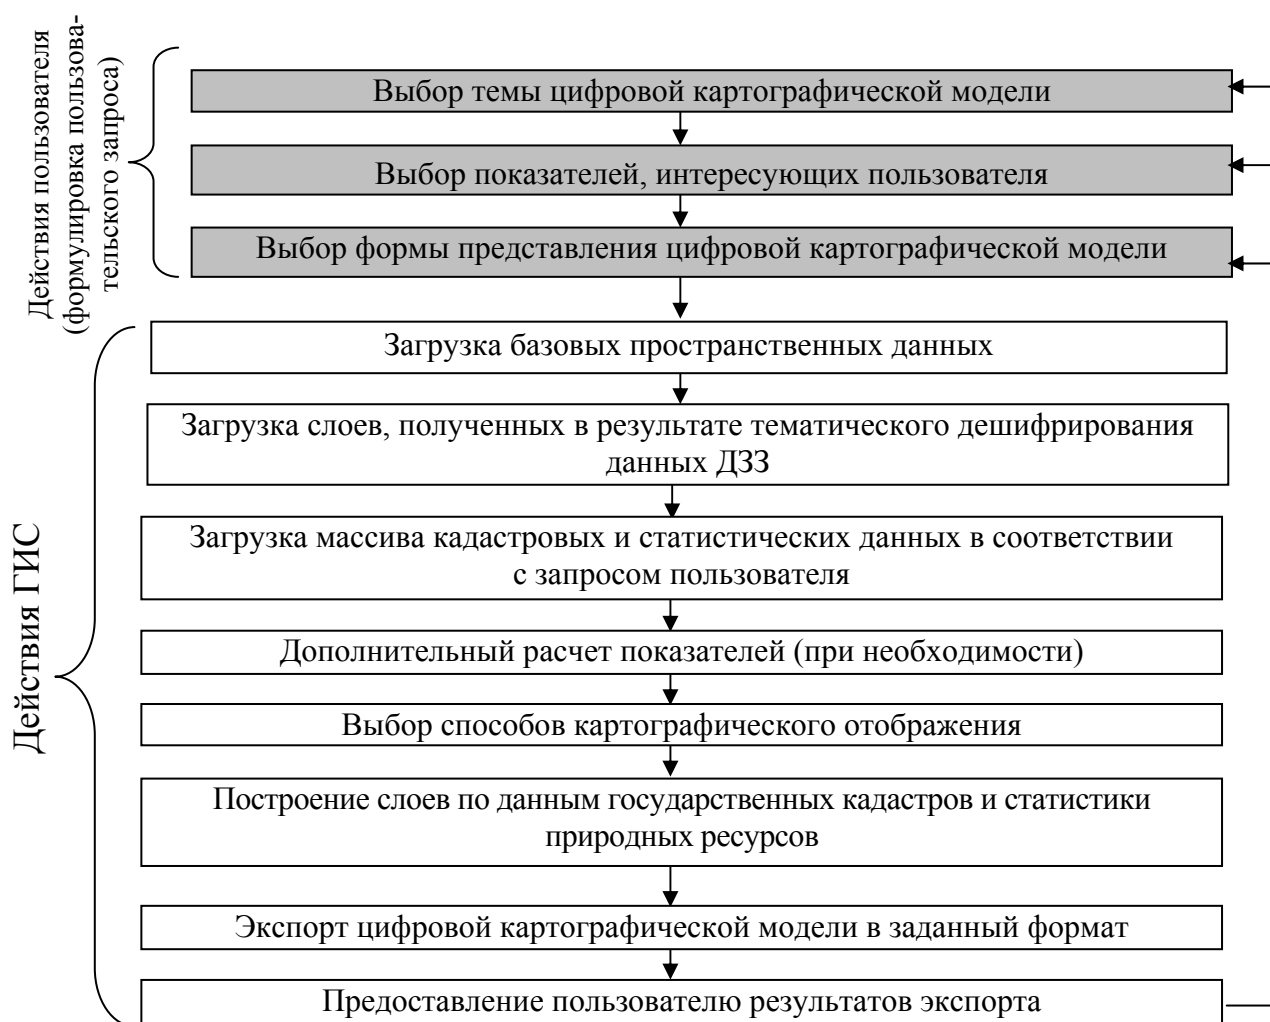 Действия пользователя
(формулировка пользова-
тельского запроса)
Выбор темы цифровой картографической модели
Выбор показателей, интересующих пользователя
Выбор формы представления цифровой картографической модели
Действия ГИС
Загрузка базовых пространственных данных
Загрузка слоев, полученных в результате тематического дешифрирования
данных ДЗЗ
Загрузка массива кадастровых и статистических данных в соответствии
с запросом пользователя
Дополнительный расчет показателей (при необходимости)
Выбор способов картографического отображения
Построение слоев по данным государственных кадастров и статистики
природных ресурсов
Экспорт цифровой картографической модели в заданный формат
Предоставление пользователю результатов экспорта